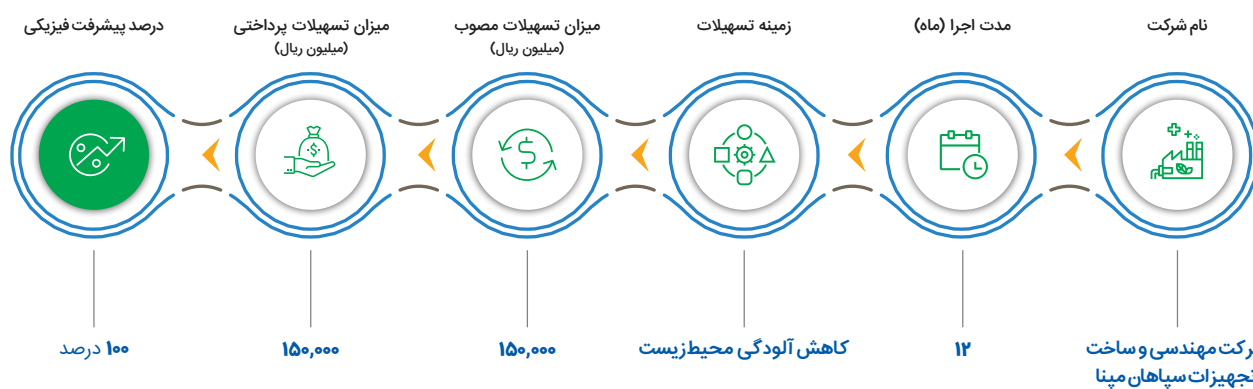 نام شرکت
مدت اجرا (ماه)
زمینه تسهیلات
میزان تسهیلات مصوب
(میلیون ریال)
میزان تسهیلات پرداختی
(میلیون ریال)
درصد پیشرفت فیزیکی
رکت مهندسی و ساخت
تجهیزات سپاهان مپنا
۱۲
کاهش آلودگی محیط‌زیست
۱۵۰,۰۰۰
۱۵۰,۰۰۰
۱۰۰ درصد